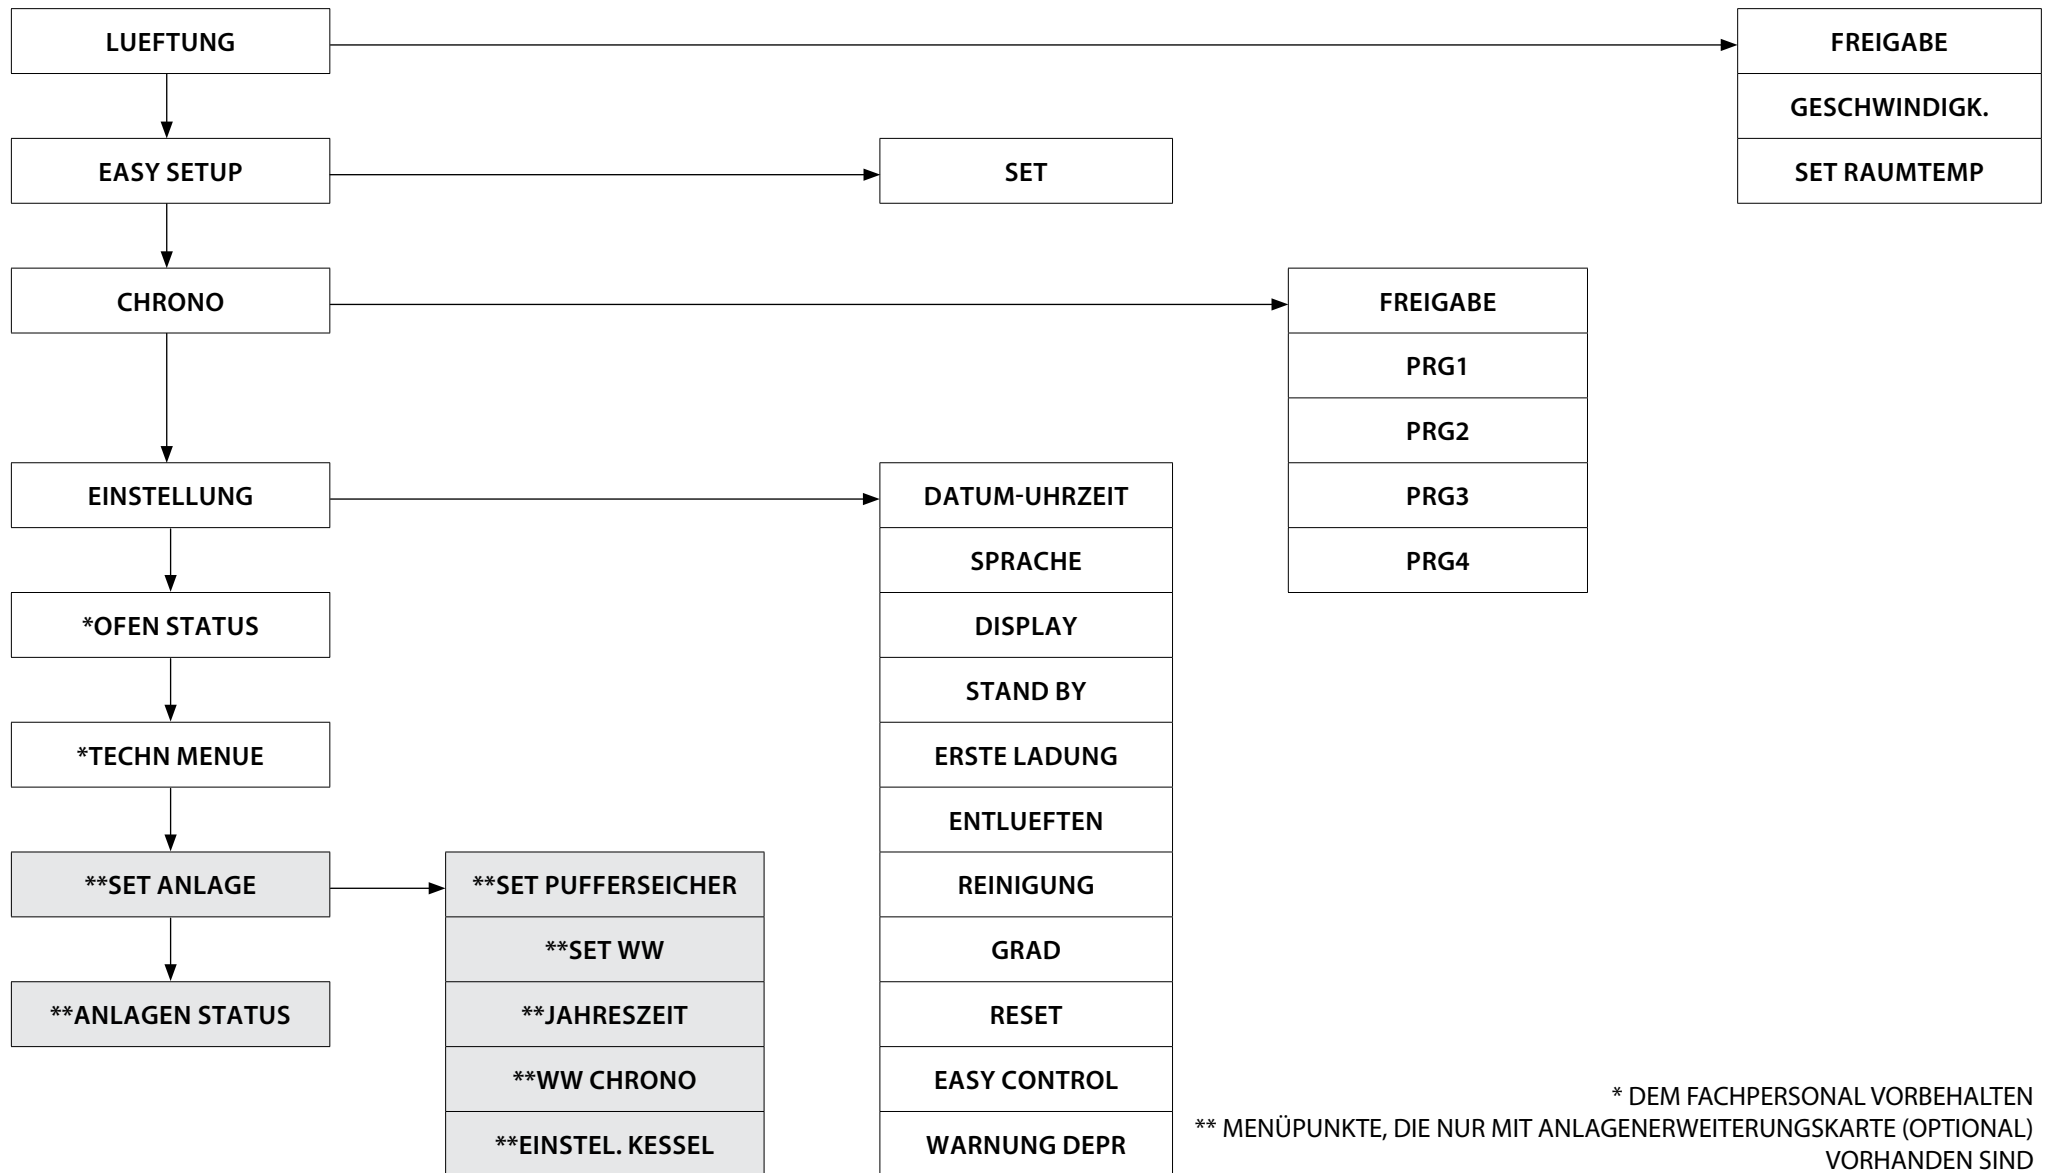 LUEFTUNG
FREIGABE
GESCHWINDIGK.
SET RAUMTEMP
EASY SETUP
SET
CHRONO
FREIGABE
PRG1
PRG2
PRG3
PRG4
EINSTELLUNG
DATUM-UHRZEIT
SPRACHE
DISPLAY
STAND BY
ERSTE LADUNG
ENTLUEFTEN
REINIGUNG
GRAD
RESET
EASY CONTROL
WARNUNG DEPR
*OFEN STATUS
*TECHN MENUE
**SET ANLAGE
**SET PUFFERSEICHER
**SET WW
**JAHRESZEIT
**WW CHRONO
**EINSTEL. KESSEL
**ANLAGEN STATUS
* DEM FACHPERSONAL VORBEHALTEN
** MENÜPUNKTE, DIE NUR MIT ANLAGENERWEITERUNGSKARTE (OPTIONAL)
VORHANDEN SIND